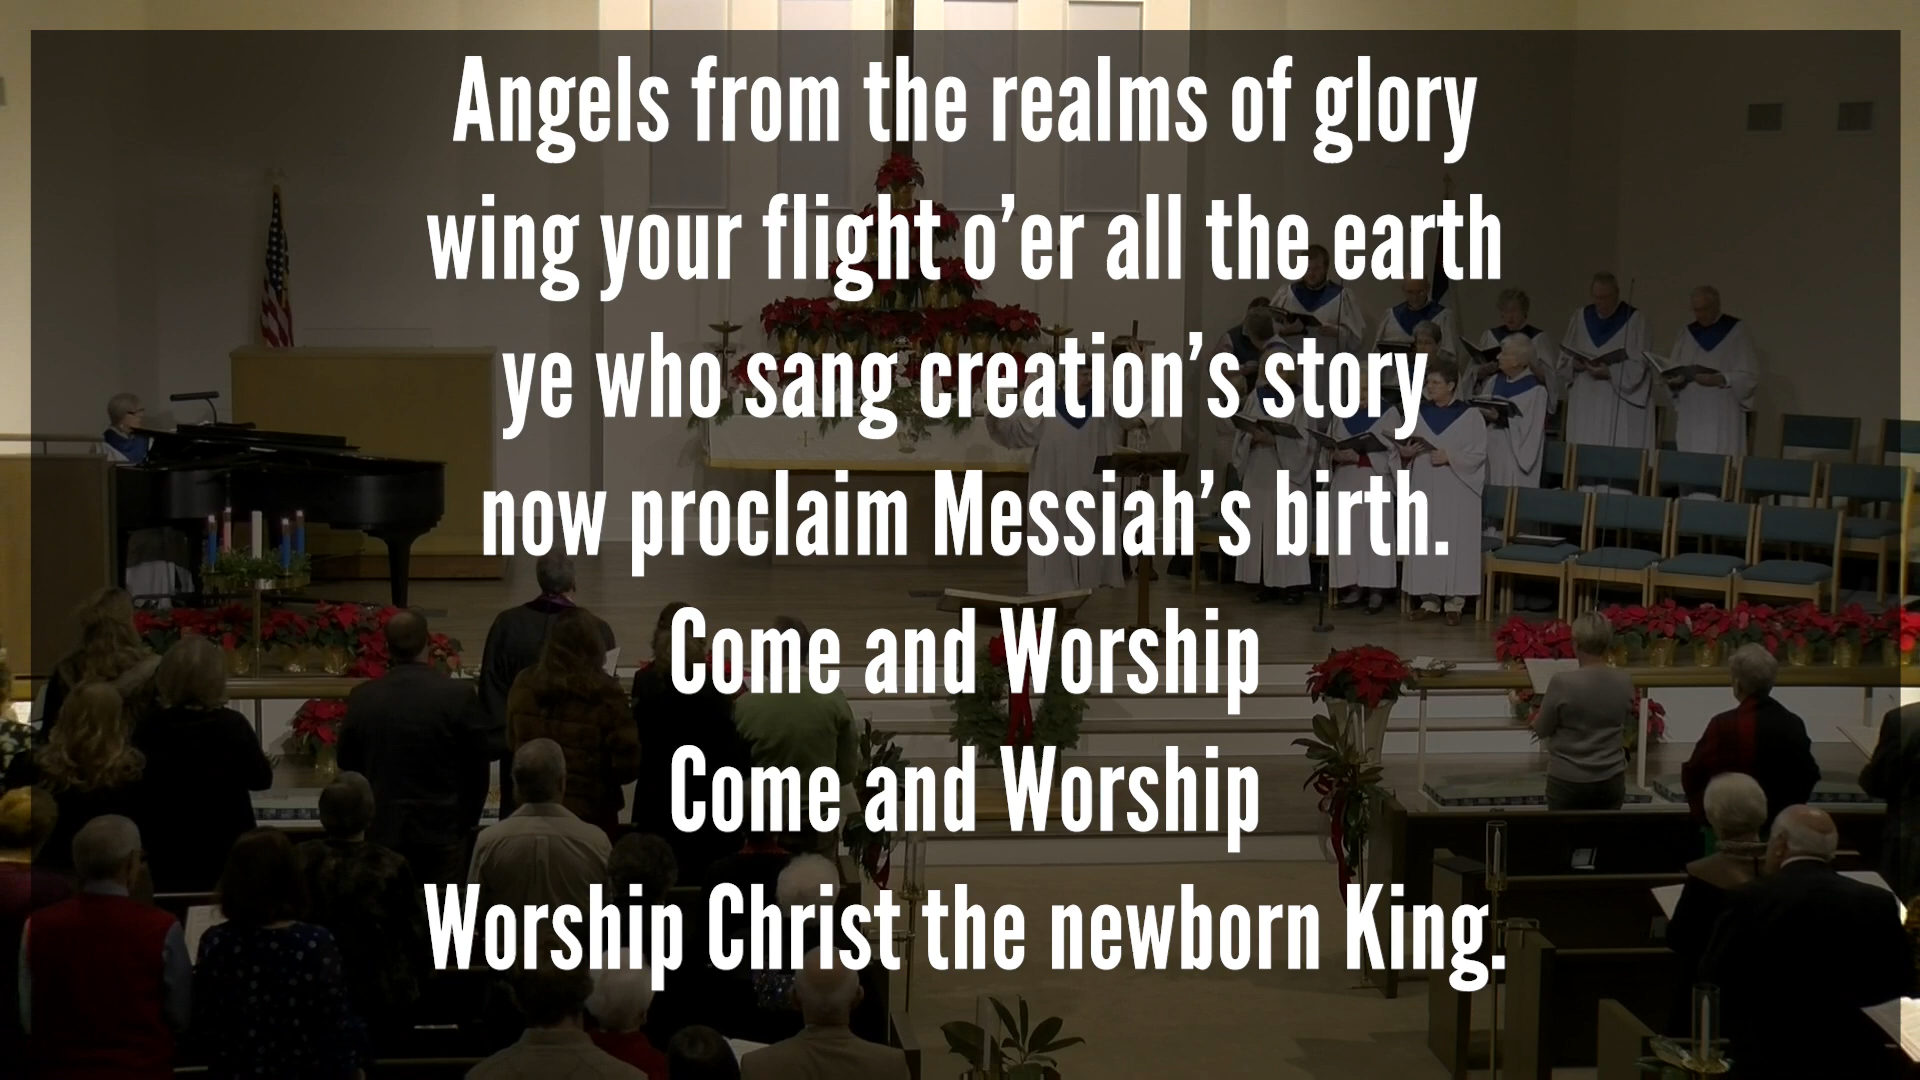 Angels from the realms of glory
wing your flight o’er all the earth
ye who sang creation’s story
now proclaim Messiah’s birth.
Come and Worship
Come and Worship
Worship Christ the newborn King.